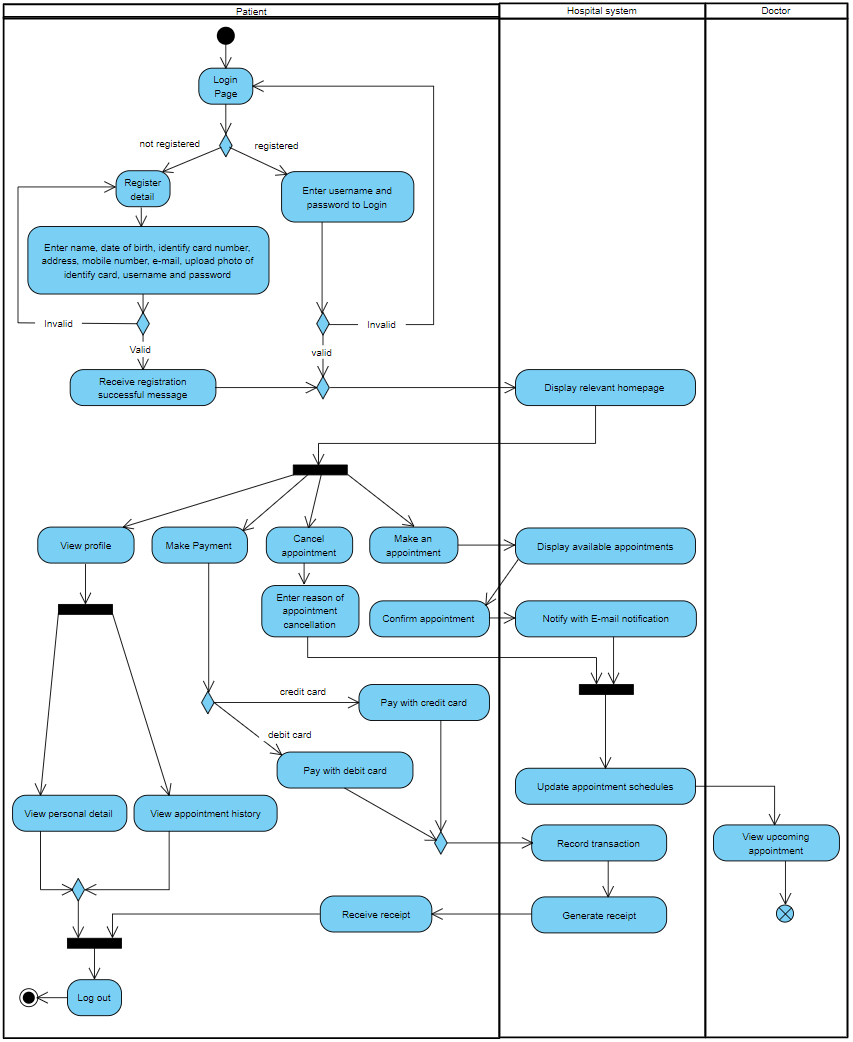 Patient
Hospital system
Doctor
Login
Page
not registered
registered
Register
detail
Enter username and
password to Login
Enter name, date of birth, identify card number,
address, mobile number, e-mail, upload photo of
identify card, username and password
Invalid
Invalid
Valid
valid
Receive registration
successful message
Display relevant homepage
View profile
Make Payment
Cancel
appointment
Make an
appointment
Display available appointments
Enter reason of
appointment
cancellation
Confirm appointment
Notify with E-mail notification
credit card
Pay with credit card
debit card
Pay with debit card
Update appointment schedules
View personal detail
View appointment history
Record transaction
View upcoming
appointment
Receive receipt
Generate receipt
Log out